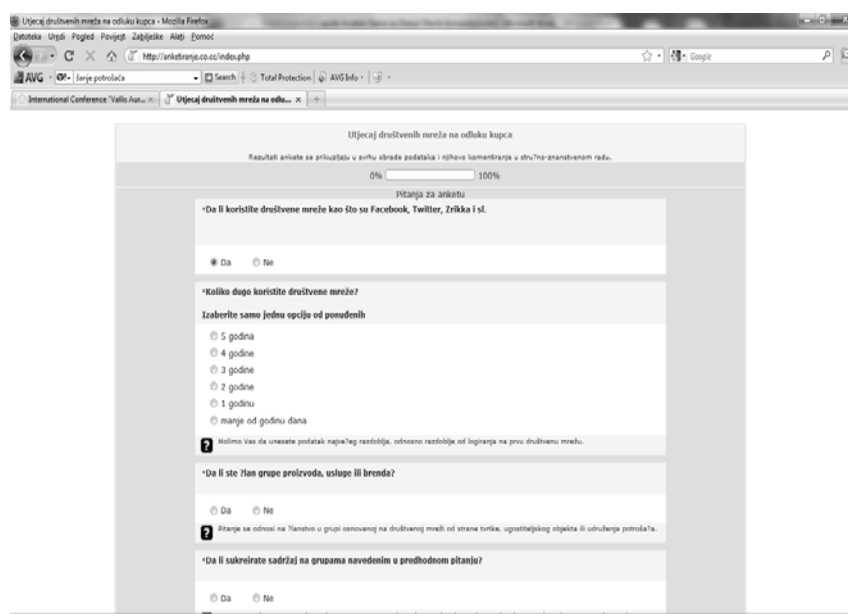 Utjecaj društvenih mreža na odluku kupca - Mozilla Firefox
Datoteka Uredi Pogled Povijest Zabilješke Alati Pomoć
http://anketiranje.co.cc/index.php
Google
AVG šanje potrošača Search Total Protection AVG Info
International Conference "Vallis Aur... Utjecaj društvenih mreža na odlu...
Utjecaj društvenih mreža na odluku kupca
Rezultati ankete se prikupljaju u svrhu obrade podataka i njihovo komentiranje u stru?no-znanstvenom radu.
0% 100%
Pitanja za anketu
*Da li koristite društvene mreže kao što su Facebook, Twitter, Zrikka i sl.
Da Ne
*Koliko dugo koristite društvene mreže?
Izaberite samo jednu opciju od ponuđenih
5 godina
4 godine
3 godine
2 godine
1 godinu
manje od godinu dana
? Molimo Vas da unesete podatak najve?eg razdoblja, odnosno razdoblje od logiranja na prvu društvenu mrežu.
*Da li ste ?lan grupe proizvoda, usluge ili brenda?
Da Ne
? Pitanje se odnosi na ?lanstvo u grupi osnovanoj na društvenoj mreži od strane tvrtke, ugostiteljskog objekta ili udruženja potroša?a.
*Da li sukreirate sadržaj na grupama navedenim u predhodnom pitanju?
Da Ne